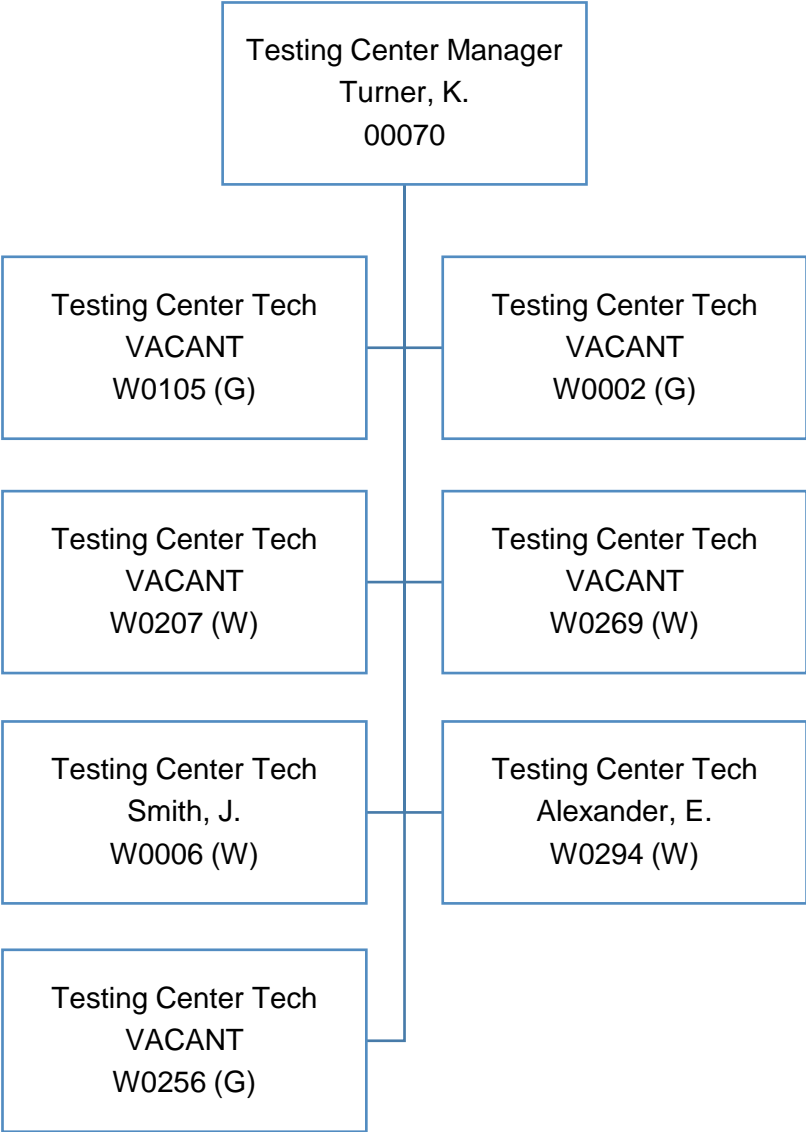 Testing Center Manager
Turner, K.
00070
Testing Center Tech
VACANT
W0105 (G)
Testing Center Tech
VACANT
W0002 (G)
Testing Center Tech
VACANT
W0207 (W)
Testing Center Tech
VACANT
W0269 (W)
Testing Center Tech
Smith, J.
W0006 (W)
Testing Center Tech
Alexander, E.
W0294 (W)
Testing Center Tech
VACANT
W0256 (G)